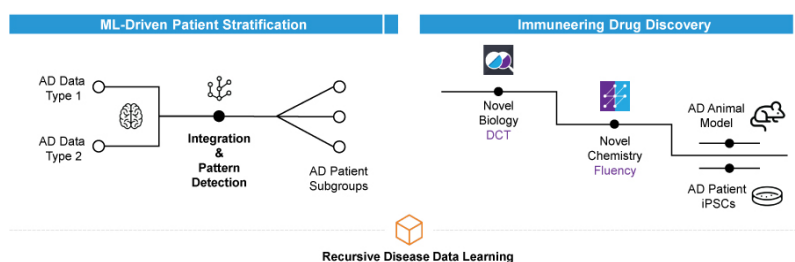 ML-Driven Patient Stratification
Immuneering Drug Discovery
AD Data
Type 1
AD Data
Type 2
Integration
&
Pattern
Detection
AD Patient
Subgroups
Novel
Biology
DCT
Novel
Chemistry
Fluency
AD Animal
Model
AD Patient
iPSCs
Recursive Disease Data Learning